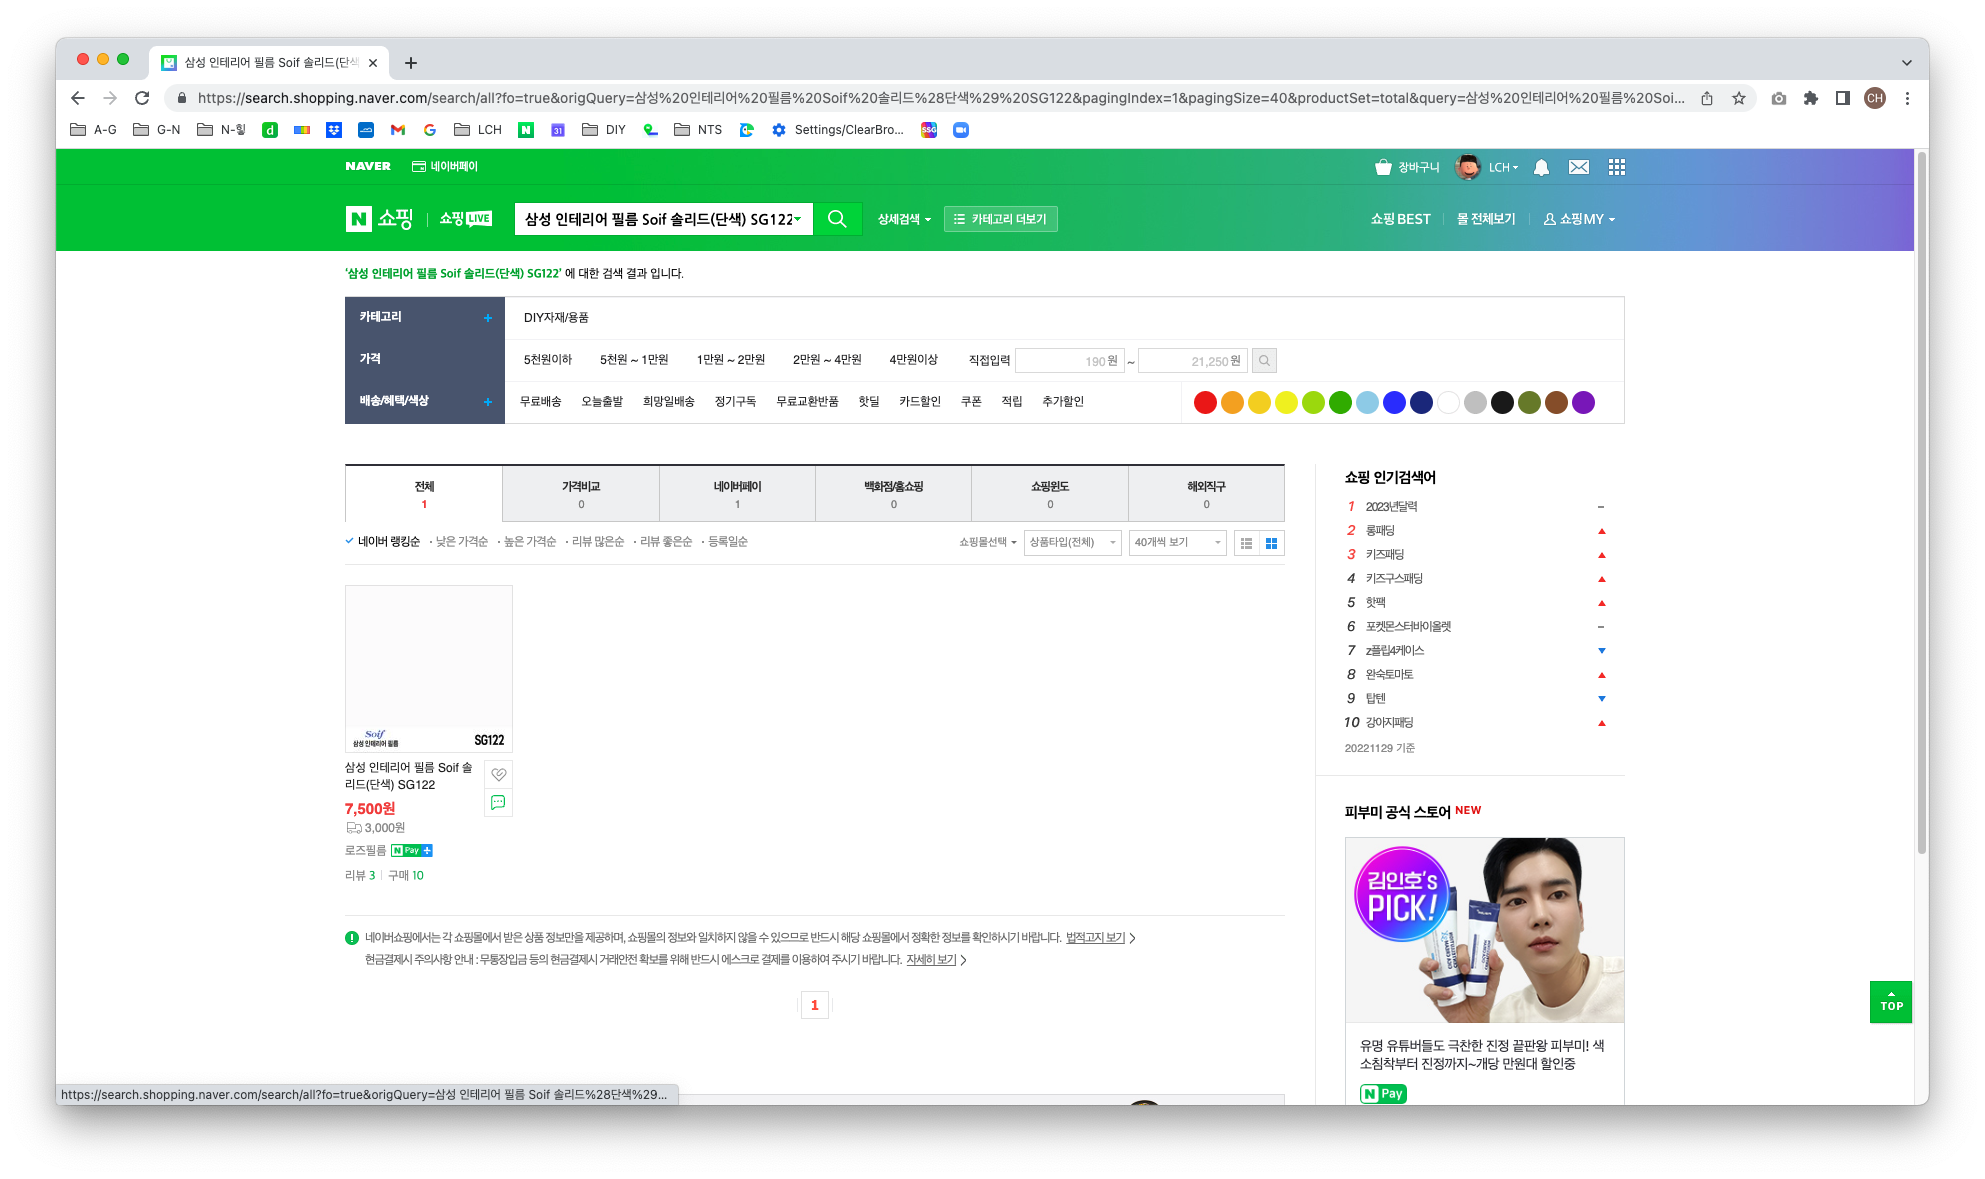 삼성 인테리어 필름 Soif 솔리드(단색
https://search.shopping.naver.com/search/all?fo=true&origQuery=삼성%20인테리어%20필름%20Soif%20솔리드%28단색%29%20SG122&pagingIndex=1&pagingSize=40&productSet=total&query=삼성%20인테리어%20필름%20Soi...
CH
A-G G-N N-힣 LCH 31 DIY NTS Settings/ClearBro... SSG
NAVER 네이버페이 장바구니 LCH
N 쇼핑 쇼핑 LIVE 삼성 인테리어 필름 Soif 솔리드(단색) SG122 상세검색 카테고리 더보기 쇼핑BEST 몰 전체보기 쇼핑MY
'삼성 인테리어 필름 Soif 솔리드(단색) SG122' 에 대한 검색 결과 입니다.
카테고리 + DIY자재/용품
가격 5천원이하 5천원 ~ 1만원 1만원 ~ 2만원 2만원 ~ 4만원 4만원이상 직접입력 190 원 ~ 21,250 원
배송/혜택/색상 + 무료배송 오늘출발 희망일배송 정기구독 무료교환반품 핫딜 카드할인 쿠폰 적립 추가할인
전체 가격비교 네이버페이 백화점/홈쇼핑 쇼핑윈도 해외직구
1 0 1 0 0 0
네이버 랭킹순 · 낮은 가격순 · 높은 가격순 · 리뷰 많은순 · 리뷰 좋은순 · 등록일순 쇼핑몰선택 상품타입(전체) 40개씩 보기
Soif
삼성 인테리어 필름 SG122
삼성 인테리어 필름 Soif 솔
리드(단색) SG122
7,500원
3,000원
로즈필름 N Pay +
리뷰 3 구매 10
네이버쇼핑에서는 각 쇼핑몰에서 받은 상품 정보만을 제공하며, 쇼핑몰의 정보와 일치하지 않을 수 있으므로 반드시 해당 쇼핑몰에서 정확한 정보를 확인하시기 바랍니다. 법적고지 보기
현금결제시 주의사항 안내 : 무통장입금 등의 현금결제시 거래안전 확보를 위해 반드시 에스크로 결제를 이용하여 주시기 바랍니다. 자세히 보기
1
쇼핑 인기검색어
1 2023년달력
2 롱패딩
3 키즈패딩
4 키즈구스패딩
5 핫팩
6 포켓몬스터바이올렛
7 z플립4케이스
8 완숙토마토
9 탑텐
10 강아지패딩
20221129 기준
피부미 공식 스토어 NEW
김인호's
PICK!
유명 유튜버들도 극찬한 진정 끝판왕 피부미! 색
소침착부터 진정까지~개당 만원대 할인중
N Pay
TOP
https://search.shopping.naver.com/search/all?fo=true&origQuery=삼성 인테리어 필름 Soif 솔리드%28단색%29...